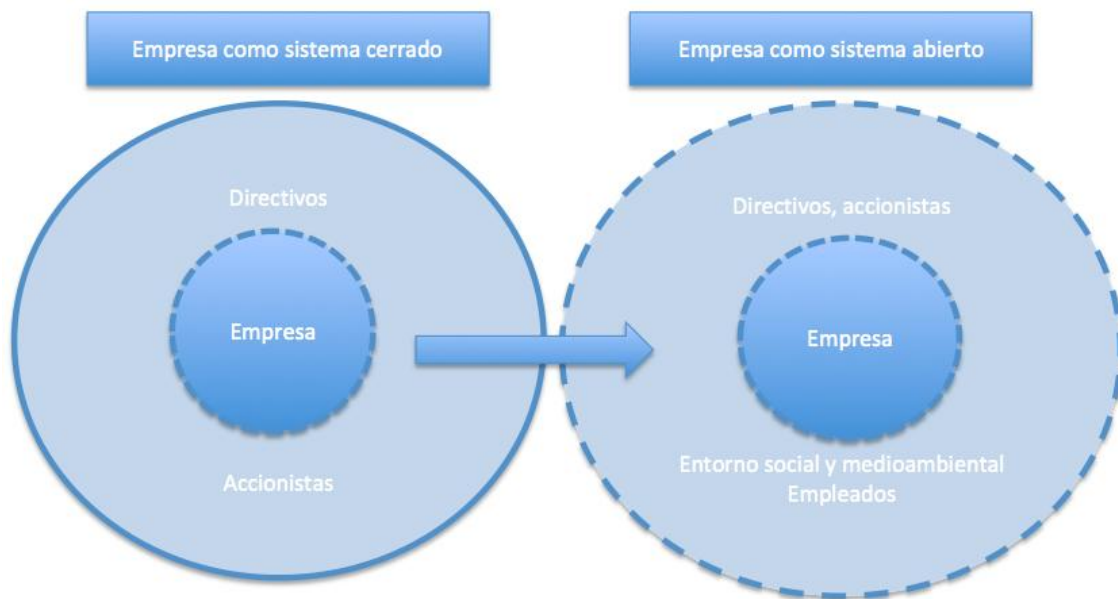 Empresa como sistema cerrado
Empresa como sistema abierto
Directivos
Empresa
Accionistas
Directivos, accionistas
Empresa
Entorno social y medioambiental
Empleados